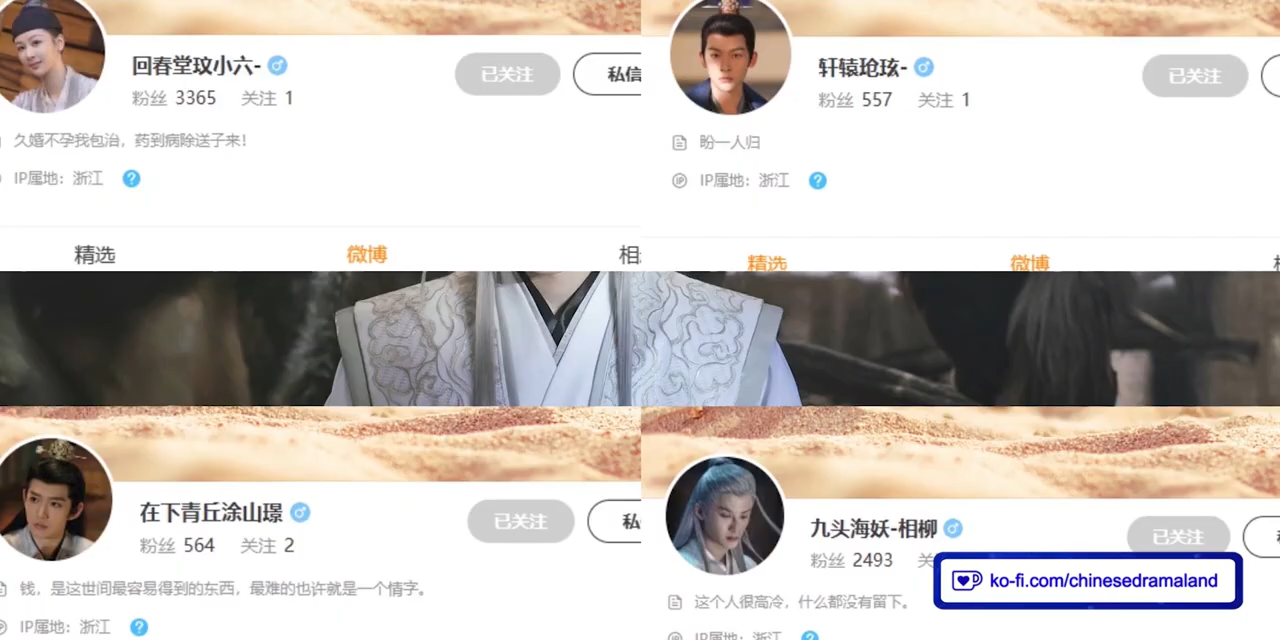 回春堂玟小六-
已关注
私信
粉丝 3365 关注 1
久婚不孕我包治，药到病除送子来！
IP属地：浙江
精选
微博
轩辕玱玹-
已关注
粉丝 557 关注 1
盼一人归
IP属地：浙江
精选
微博
在下青丘涂山璟
已关注
私
粉丝 564 关注 2
钱，是这世间最容易得到的东西，最难的也许就是一个情字。
IP属地：浙江
九头海妖-相柳
已关注
粉丝 2493
ko-fi.com/chinesedramaland
这个人很高冷，什么都没有留下。
IP属地：浙江